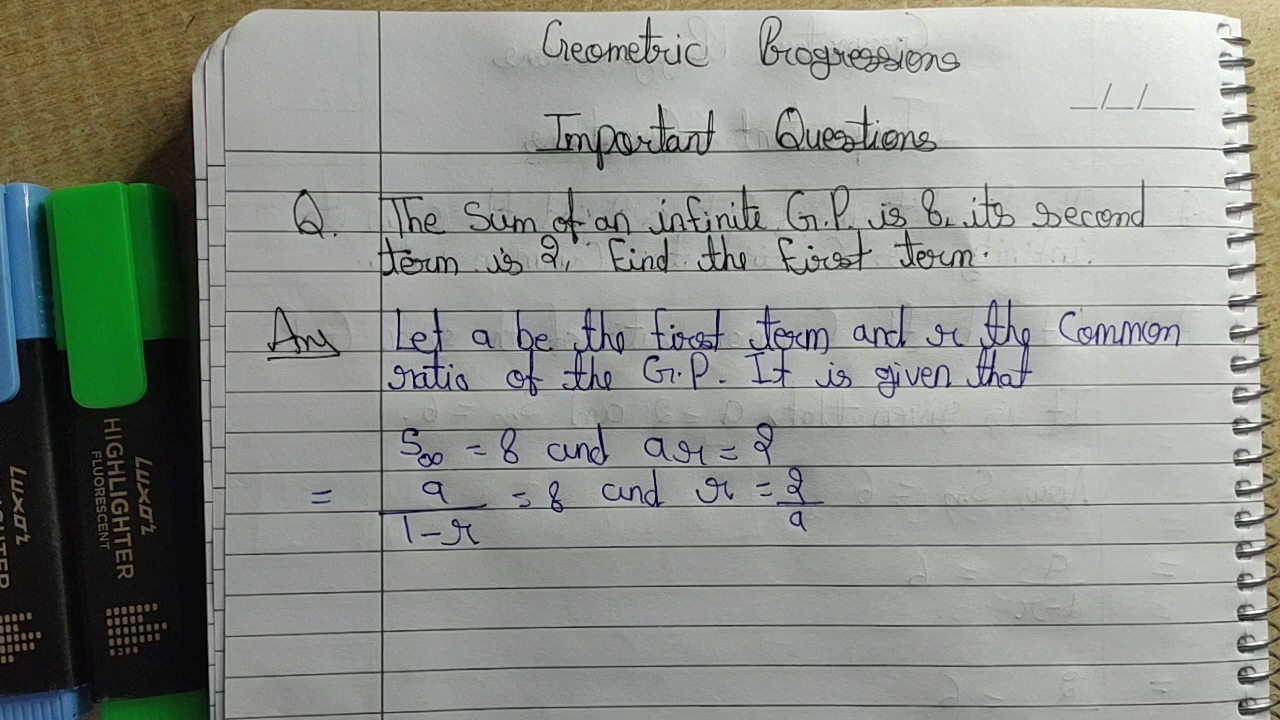 Geometric Progressions
_/_/_
Important Questions
Q. The Sum of an infinite G.P. is 8, its second
term is 2, Find the first term.
Ans Let a be the first term and r the Common
ratio of the G.P. It is given that
S∞ = 8 and ar = 2
= a/(1-r) = 8 and r = 2/a
LUXOR
HIGHLIGHTER
FLUORESCENT
LUXOR